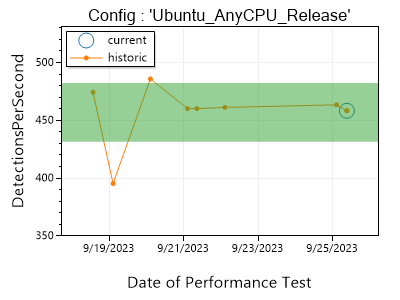 Config : 'Ubuntu_AnyCPU_Release'
current
historic
DetectionsPerSecond
500
450
400
350
9/19/2023 9/21/2023 9/23/2023 9/25/2023
Date of Performance Test